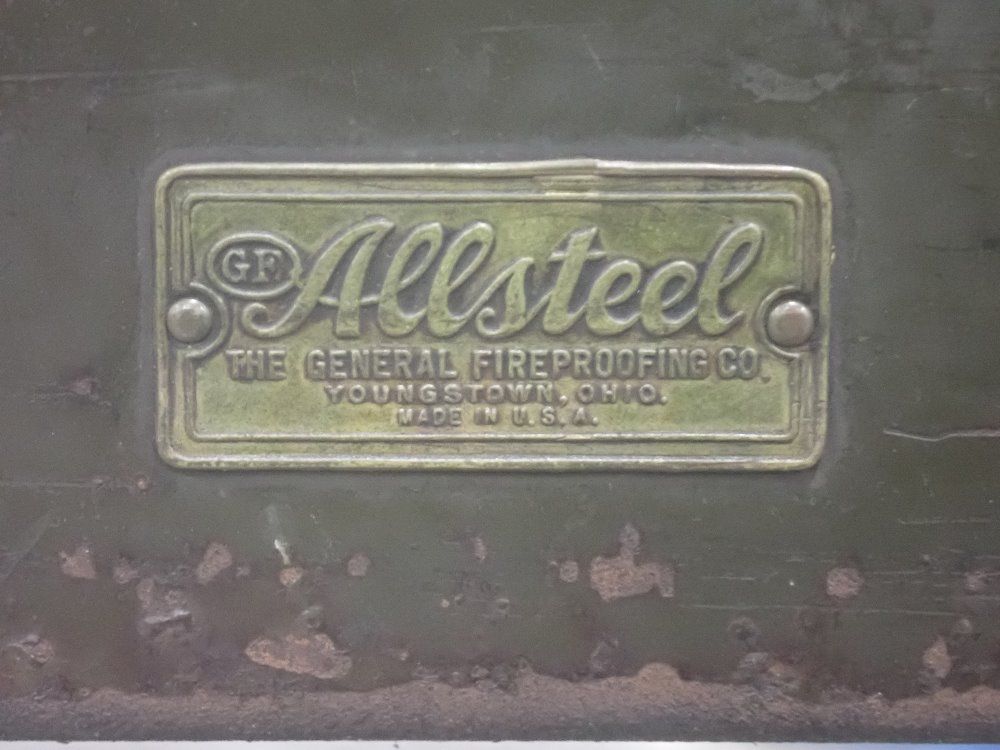 GF Allsteel
THE GENERAL FIREPROOFING CO.
YOUNGSTOWN, OHIO.
MADE IN U.S.A.